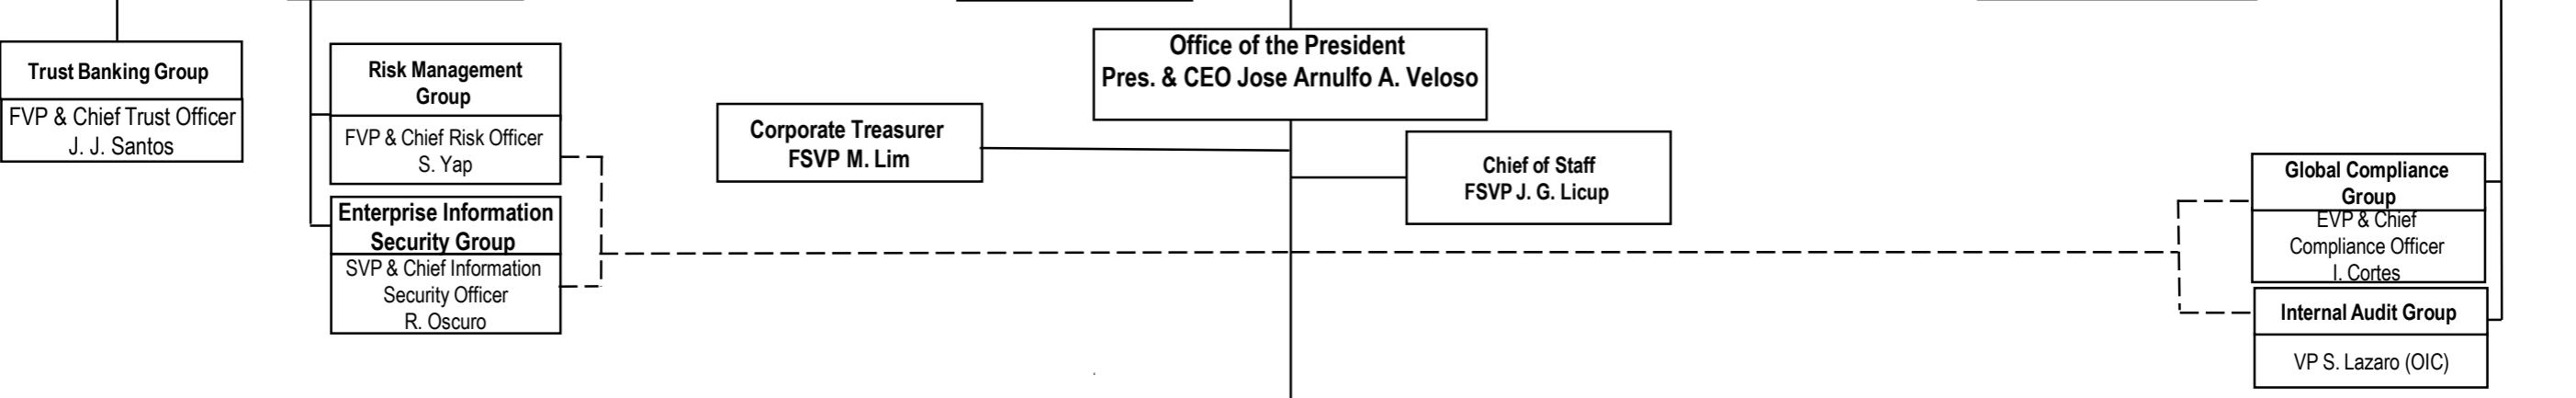 Trust Banking Group
FVP & Chief Trust Officer
J. J. Santos
Risk Management
Group
FVP & Chief Risk Officer
S. Yap
Enterprise Information
Security Group
SVP & Chief Information
Security Officer
R. Oscuro
Office of the President
Pres. & CEO Jose Arnulfo A. Veloso
Corporate Treasurer
FSVP M. Lim
Chief of Staff
FSVP J. G. Licup
Global Compliance
Group
EVP & Chief
Compliance Officer
I. Cortes
Internal Audit Group
VP S. Lazaro (OIC)